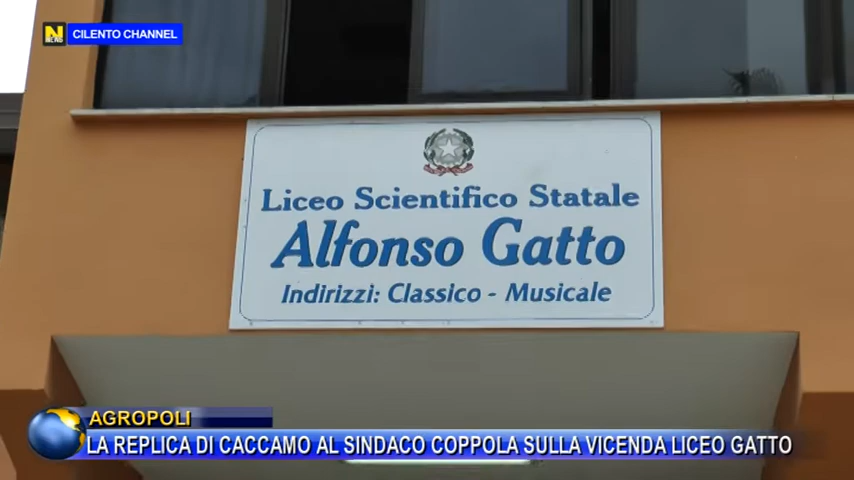 CILENTO CHANNEL
Liceo Scientifico Statale
Alfonso Gatto
Indirizzi: Classico - Musicale
AGROPOLI
LA REPLICA DI CACCAMO AL SINDACO COPPOLA SULLA VICENDA LICEO GATTO